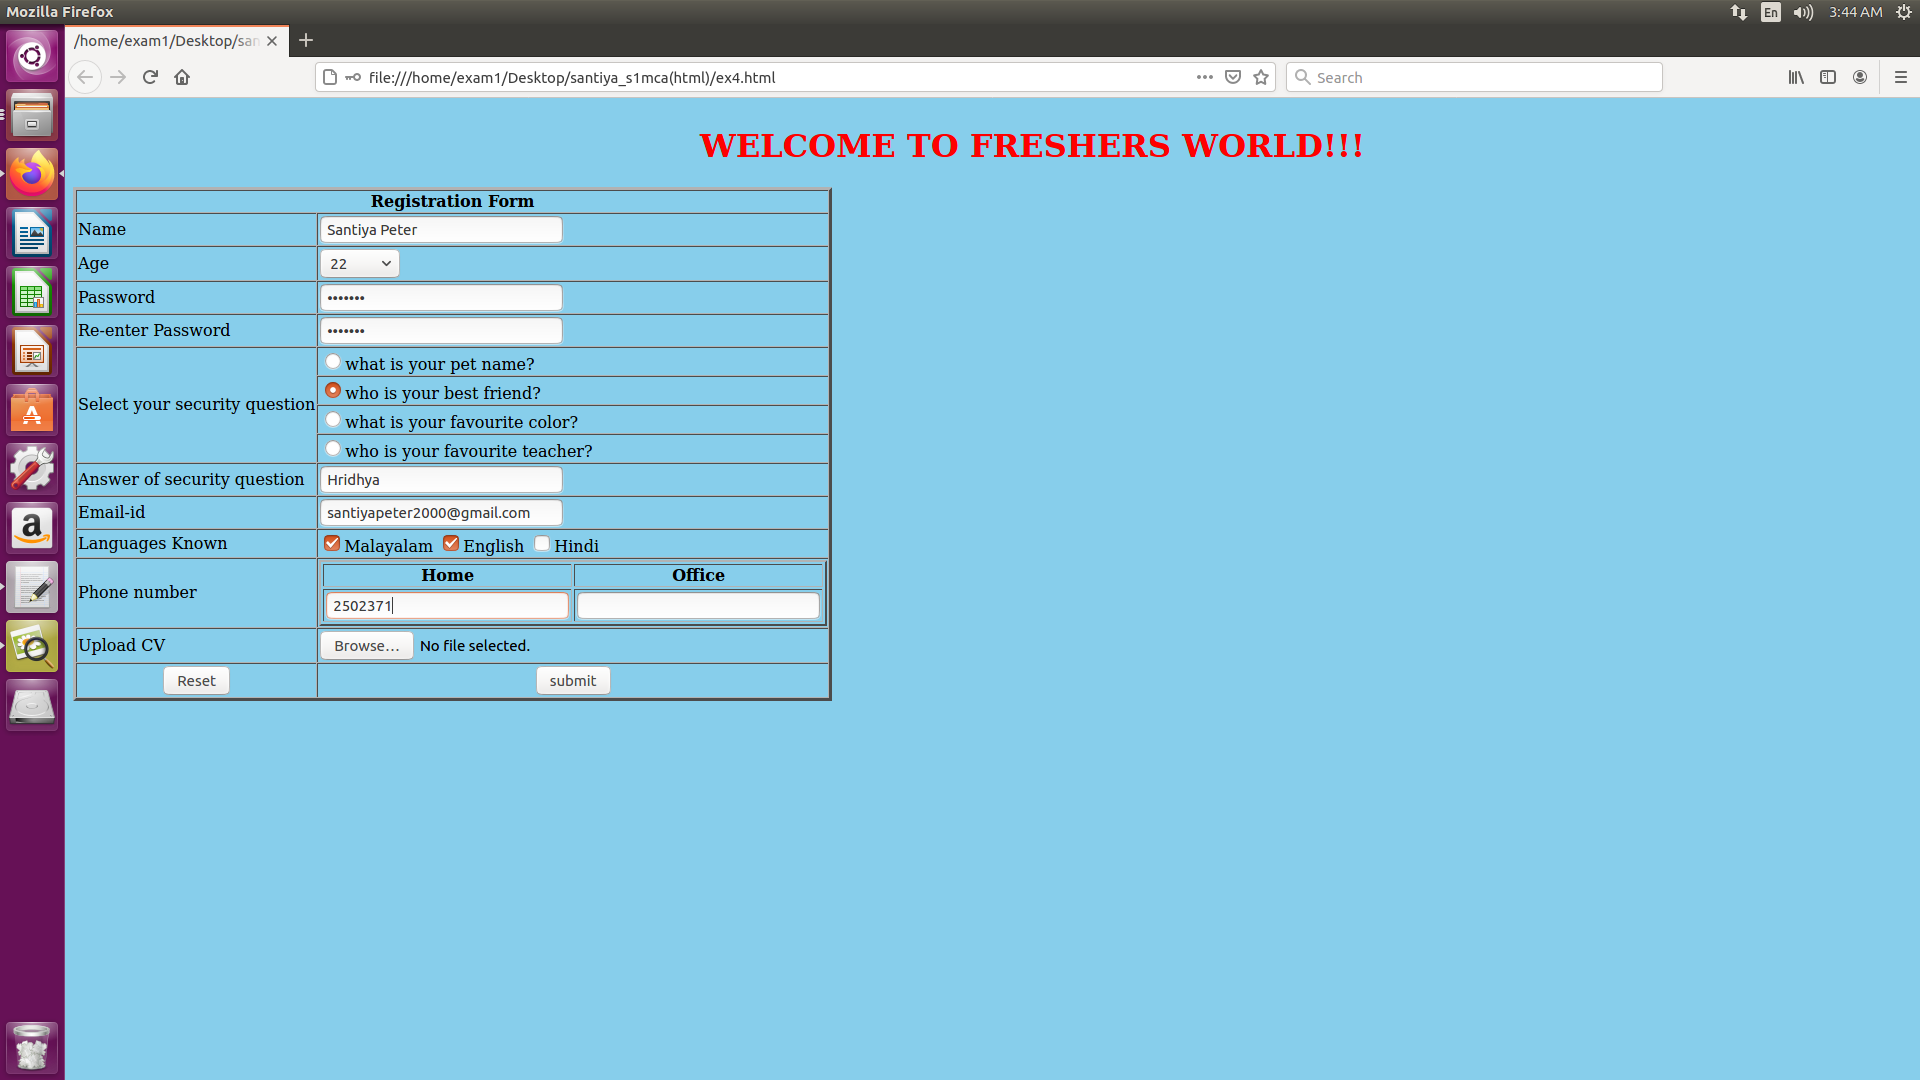 Mozilla Firefox
En
3:44 AM
/home/exam1/Desktop/san
file:///home/exam1/Desktop/santiya_s1mca(html)/ex4.html
Search
WELCOME TO FRESHERS WORLD!!!
Registration Form
Name Santiya Peter
Age 22
Password •••••••
Re-enter Password •••••••
Select your security question
what is your pet name?
who is your best friend?
what is your favourite color?
who is your favourite teacher?
Answer of security question Hridhya
Email-id santiyapeter2000@gmail.com
Languages Known Malayalam English Hindi
Phone number
Home Office
2502371
Upload CV Browse... No file selected.
Reset submit